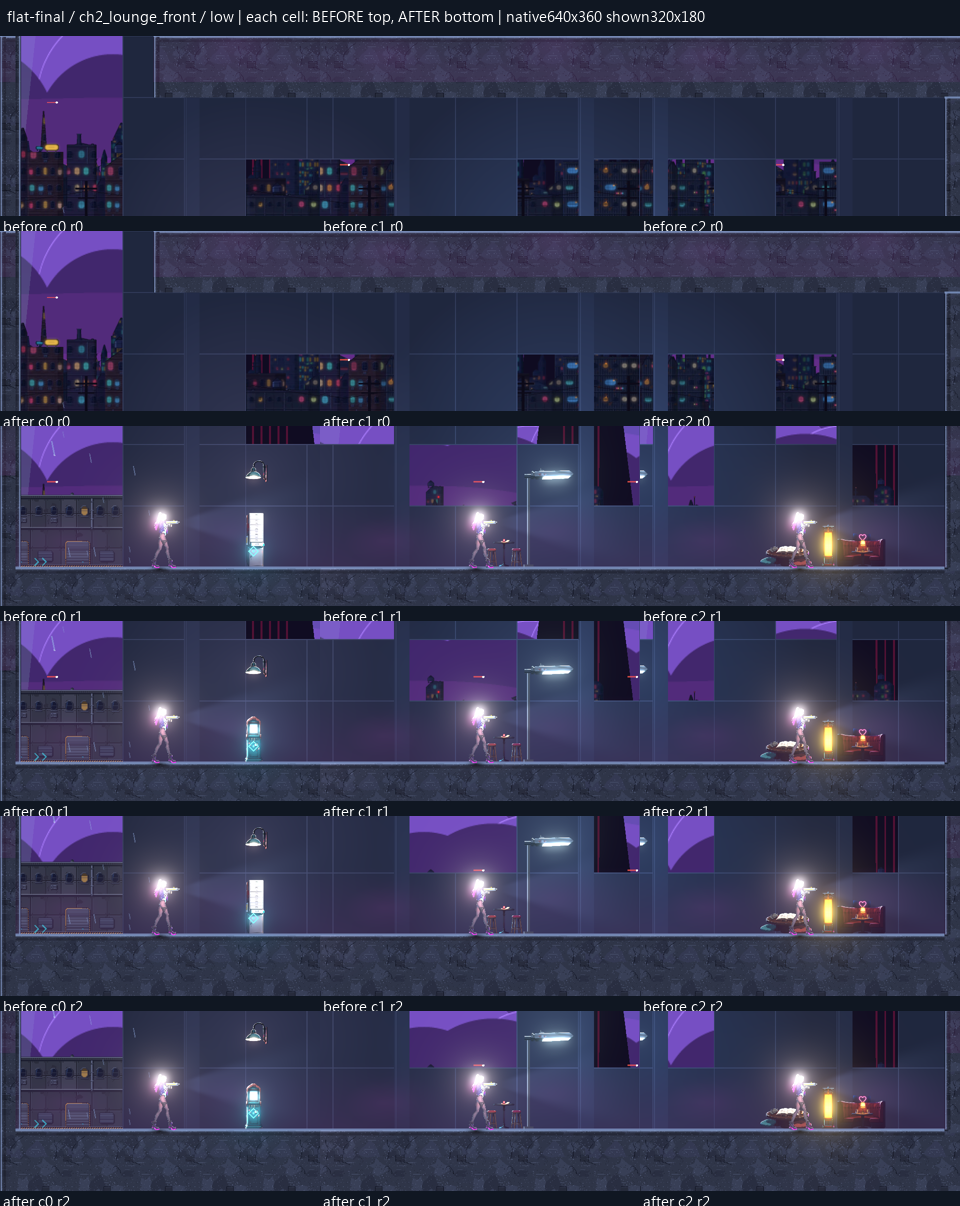 flat-final / ch2_lounge_front / low | each cell: BEFORE top, AFTER bottom | native640x360 shown320x180
before c0 r0 before c1 r0 before c2 r0
after c0 r0 after c1 r0 after c2 r0
before c0 r1 before c1 r1 before c2 r1
after c0 r1 after c1 r1 after c2 r1
before c0 r2 before c1 r2 before c2 r2
after c0 r2 after c1 r2 after c2 r2